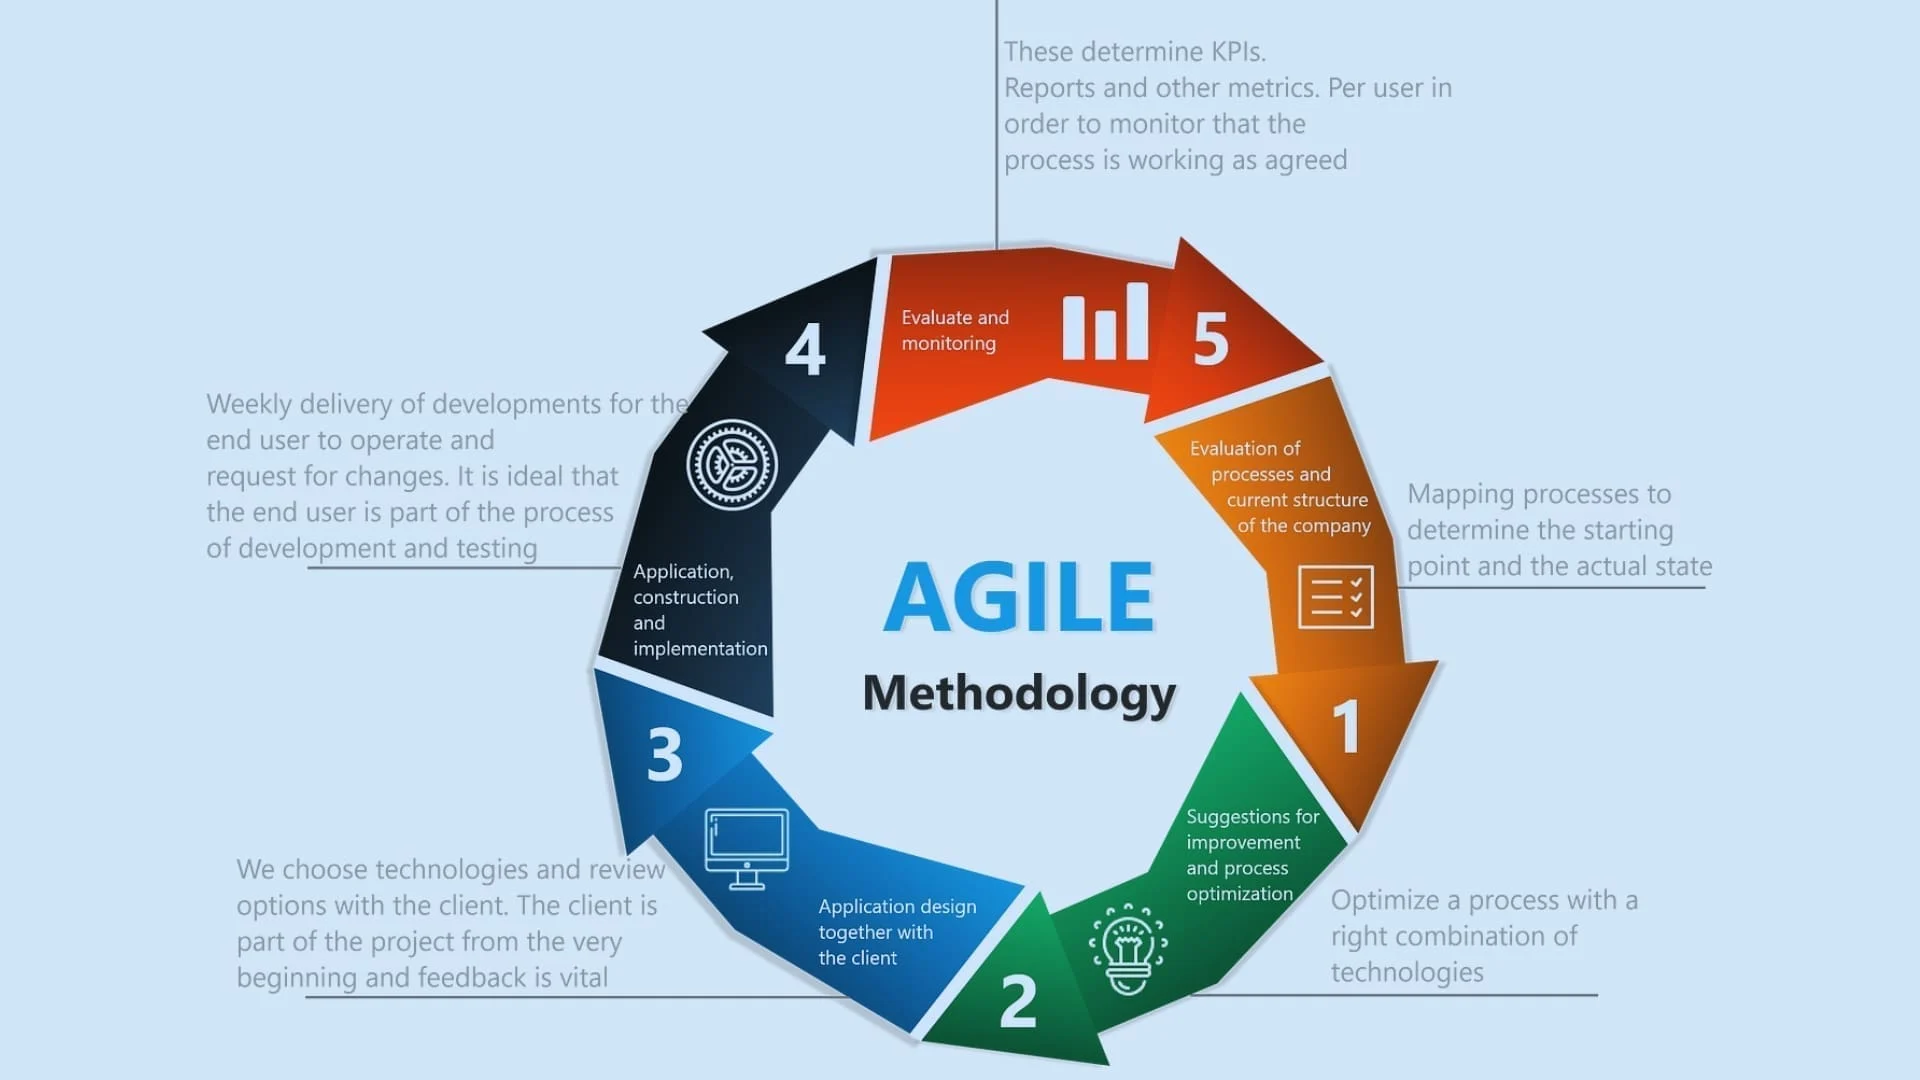 These determine KPIs.
Reports and other metrics. Per user in
order to monitor that the
process is working as agreed
4
Evaluate and
monitoring
5
Weekly delivery of developments for the
end user to operate and
request for changes. It is ideal that
the end user is part of the process
of development and testing
Evaluation of
processes and
current structure
of the company
Mapping processes to
determine the starting
point and the actual state
Application,
construction
and
implementation
AGILE
Methodology
3
1
We choose technologies and review
options with the client. The client is
part of the project from the very
beginning and feedback is vital
Application design
together with
the client
2
Suggestions for
improvement
and process
optimization
Optimize a process with a
right combination of
technologies